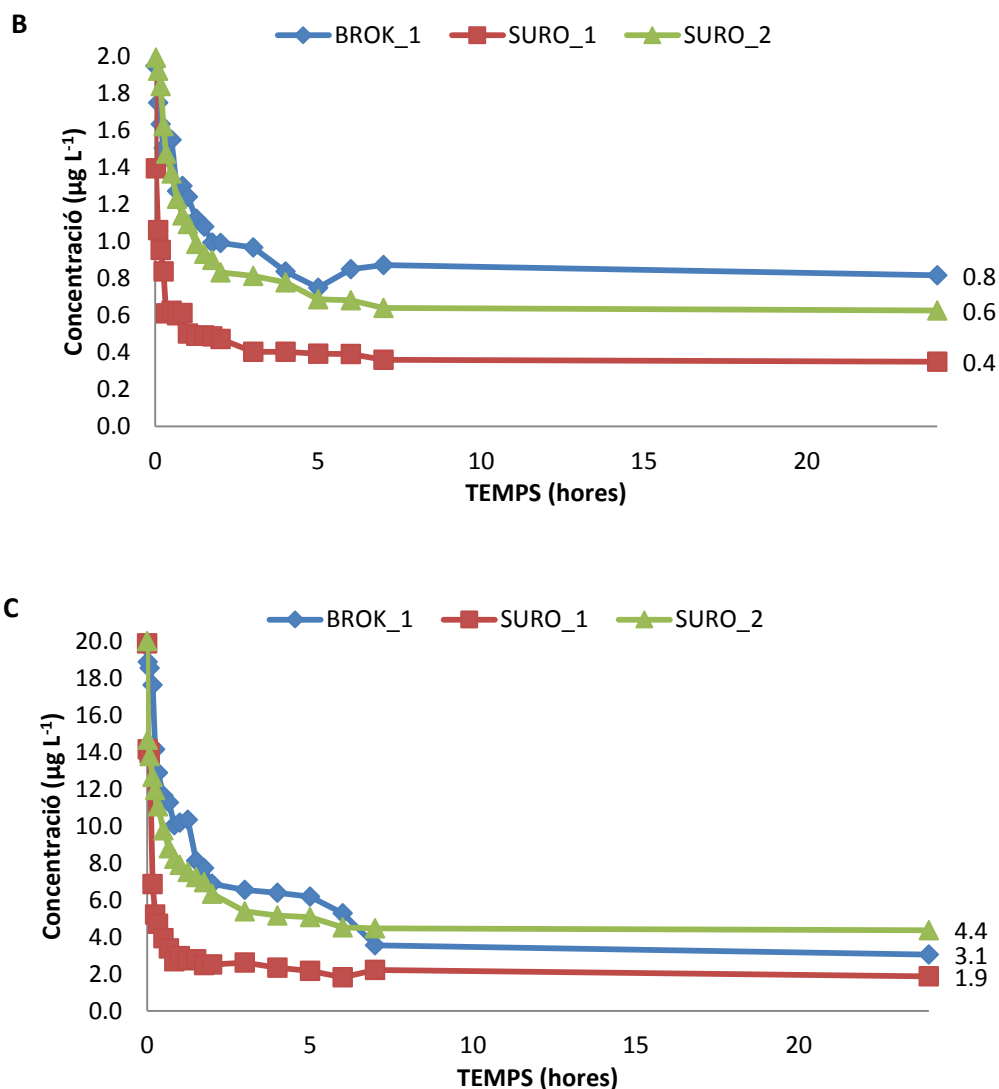 B
BROK_1 SURO_1 SURO_2
2.0
1.8
1.6
1.4
1.2
1.0
0.8
0.6
0.4
0.2
0.0
Concentració (µg L-1)
0.8
0.6
0.4
0 5 10 15 20
TEMPS (hores)
C
BROK_1 SURO_1 SURO_2
20.0
18.0
16.0
14.0
12.0
10.0
8.0
6.0
4.0
2.0
0.0
Concentració (µg L-1)
4.4
3.1
1.9
0 5 10 15 20
TEMPS (hores)